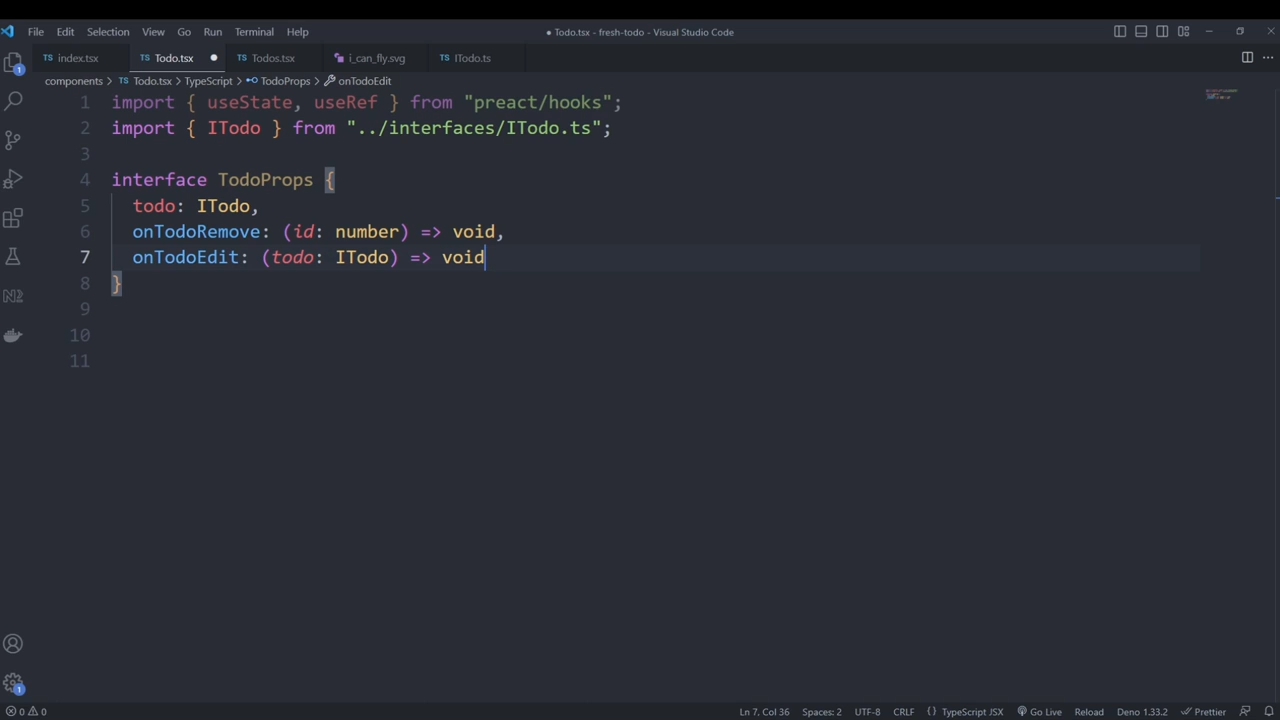 File Edit Selection View Go Run Terminal Help
● Todo.tsx - fresh-todo - Visual Studio Code
TS index.tsx TS Todo.tsx ● TS Todos.tsx i_can_fly.svg TS ITodo.ts
components > TS Todo.tsx > TypeScript > TodoProps > onTodoEdit
1 import { useState, useRef } from "preact/hooks";
2 import { ITodo } from "../interfaces/ITodo.ts";
3
4 interface TodoProps {
5 todo: ITodo,
6 onTodoRemove: (id: number) => void,
7 onTodoEdit: (todo: ITodo) => void
8 }
9
10
11
1
1
0 0 Ln 7, Col 36 Spaces: 2 UTF-8 CRLF {} TypeScript JSX Go Live Reload Deno 1.33.2 Prettier